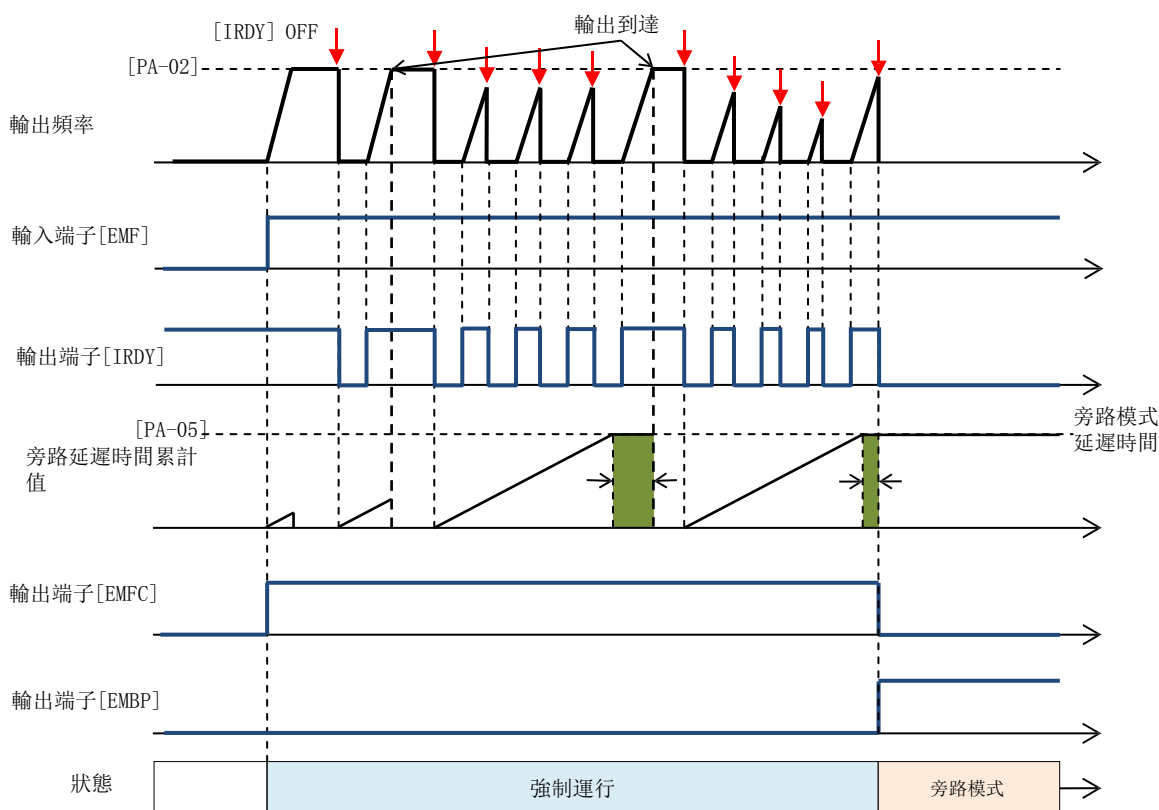 [IRDY] OFF
輸出到達
[PA-02]
輸出頻率
輸入端子[EMF]
輸出端子[IRDY]
[PA-05]
旁路模式
延遲時間
旁路延遲時間累計
值
輸出端子[EMFC]
輸出端子[EMBP]
狀態
強制運行
旁路模式